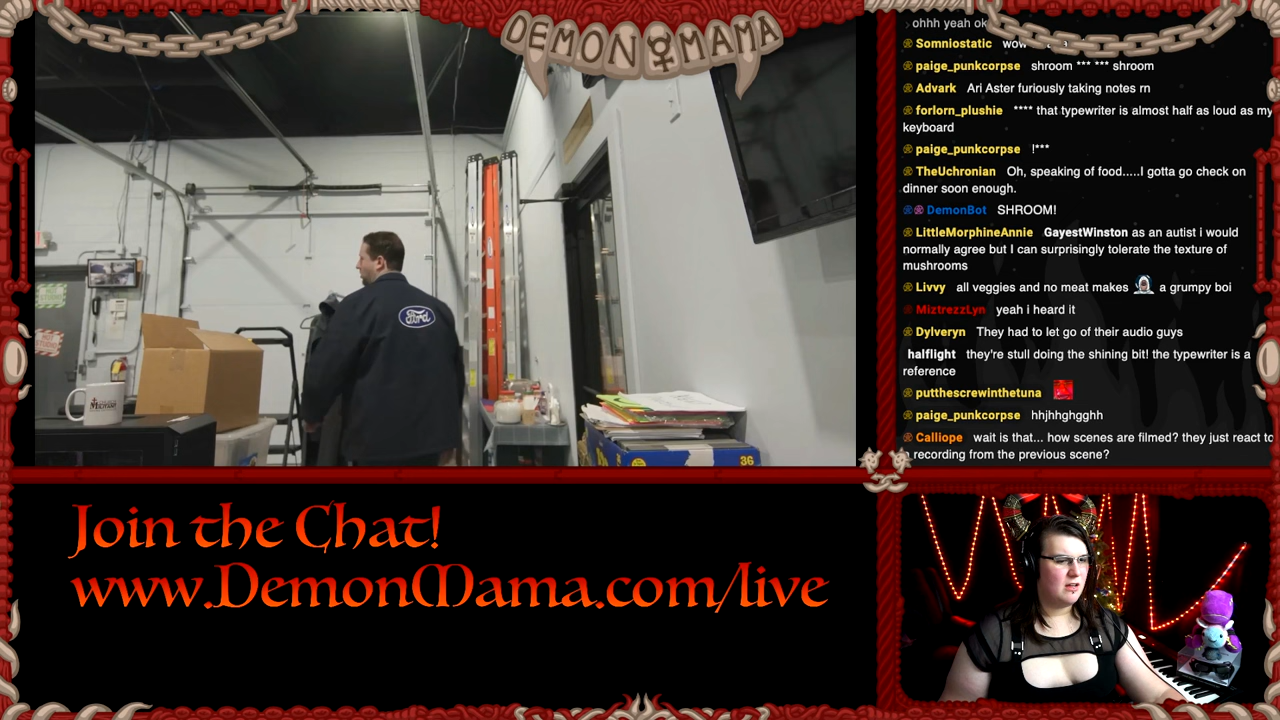 DEMON MAMA
ohhh yeah ok
Somniostatic wow
paige_punkcorpse shroom *** *** shroom
Advark Ari Aster furiously taking notes rn
forlorn_plushie **** that typewriter is almost half as loud as my
keyboard
paige_punkcorpse !***
TheUchronian Oh, speaking of food.....I gotta go check on
dinner soon enough.
DemonBot SHROOM!
LittleMorphineAnnie GayestWinston as an autist i would
normally agree but I can surprisingly tolerate the texture of
mushrooms
Livvy all veggies and no meat makes a grumpy boi
MiztrezzLyn yeah i heard it
Dylveryn They had to let go of their audio guys
halflight they're stull doing the shining bit! the typewriter is a
reference
putthescrewinthetuna
paige_punkcorpse hhjhhghgghh
Calliope wait is that... how scenes are filmed? they just react to
recording from the previous scene?
Ford
36
Join the Chat!
www.DemonMama.com/live